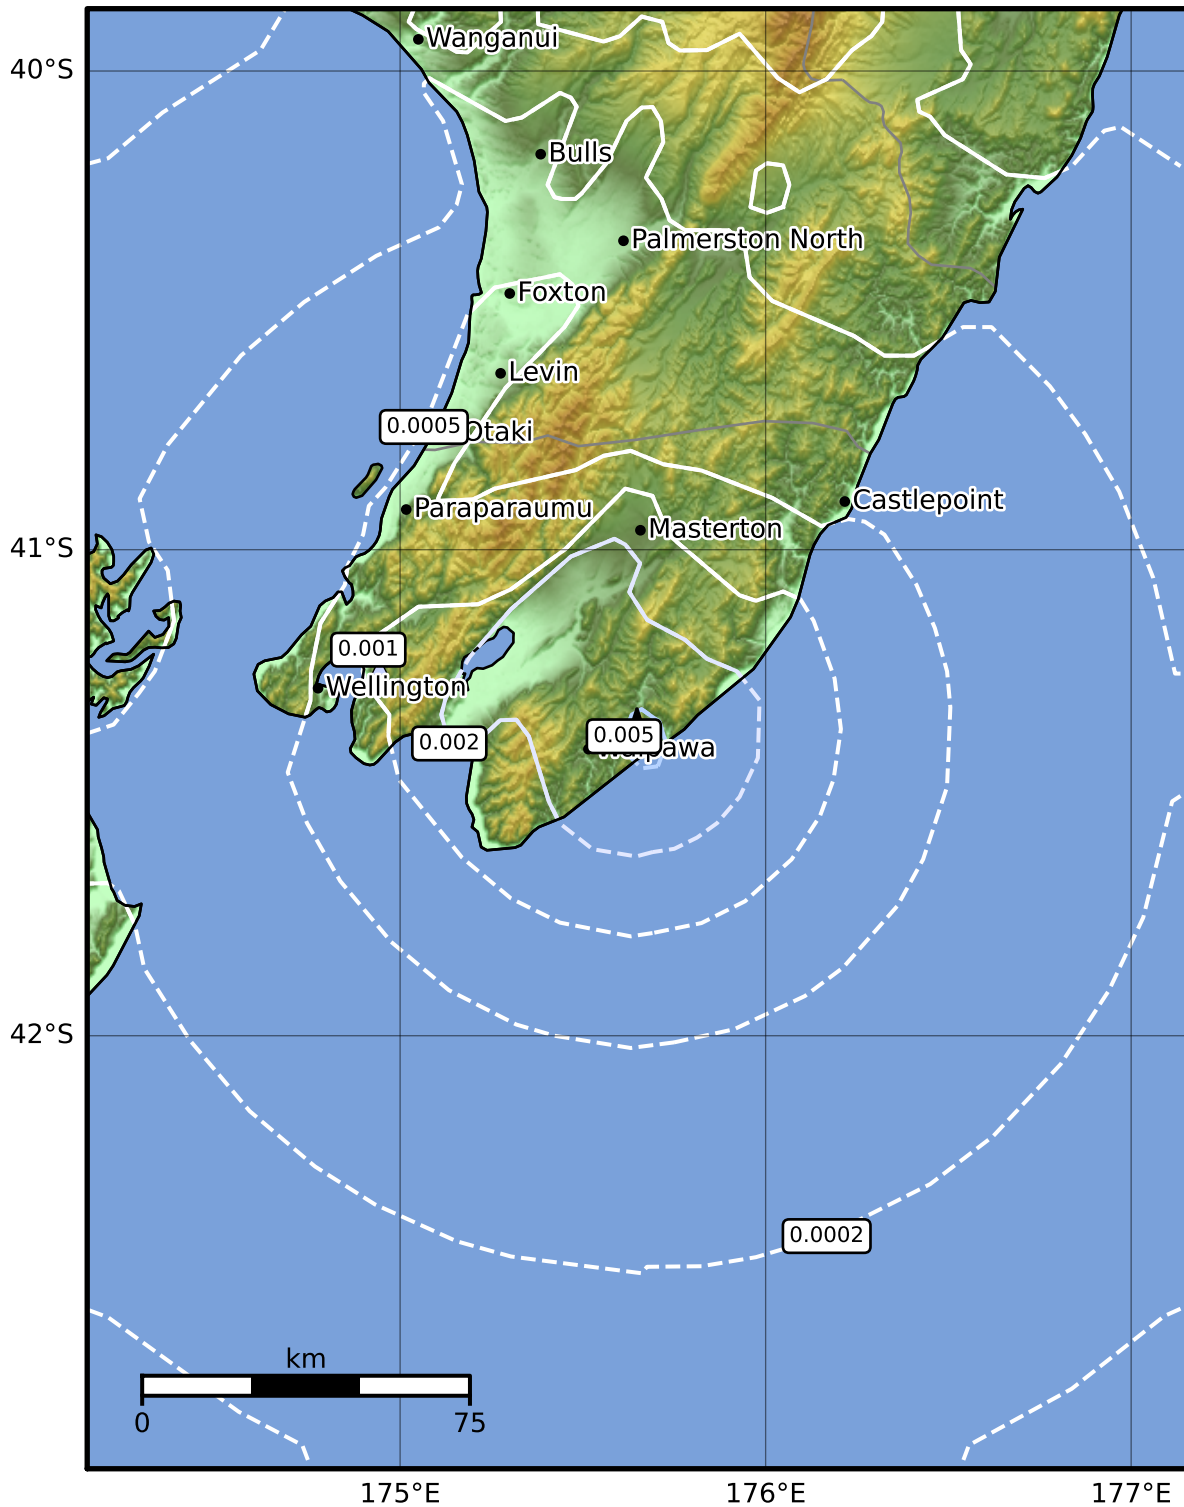 Wanganui
40°S
Bulls
Palmerston North
Foxton
Levin
0.0005
Otaki
Paraparaumu
Castlepoint
Masterton
41°S
0.001
Wellington
0.005
0.002
42°S
0.0002
km
0
75
175°E
176°E
177°E